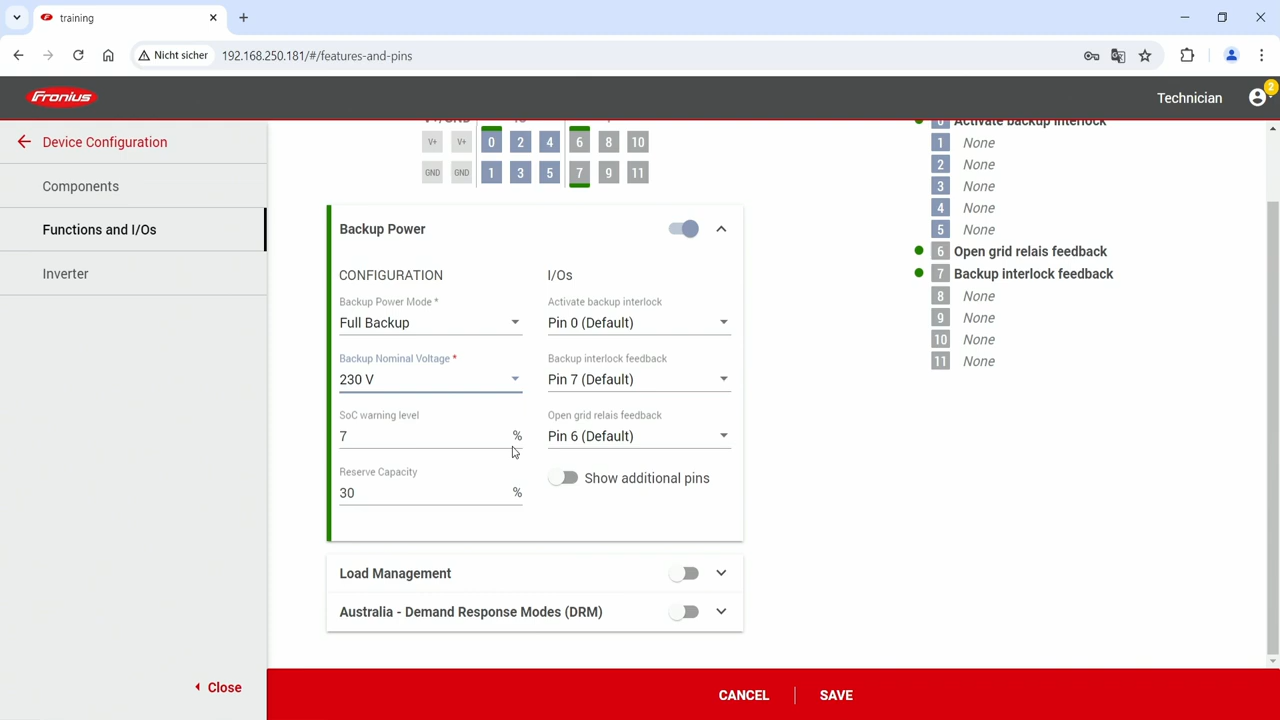 training
Nicht sicher
192.168.250.181/#/features-and-pins
Fronius
Technician
2
Device Configuration
Components
Functions and I/Os
Inverter
Close
V+ V+ 0 2 4 6 8 10
GND GND 1 3 5 7 9 11
Backup Power
CONFIGURATION
Backup Power Mode *
Full Backup
Backup Nominal Voltage *
230 V
SoC warning level
7 %
Reserve Capacity
30 %
I/Os
Activate backup interlock
Pin 0 (Default)
Backup interlock feedback
Pin 7 (Default)
Open grid relais feedback
Pin 6 (Default)
Show additional pins
Load Management
Australia - Demand Response Modes (DRM)
Activate backup interlock
1 None
2 None
3 None
4 None
5 None
6 Open grid relais feedback
7 Backup interlock feedback
8 None
9 None
10 None
11 None
CANCEL
SAVE